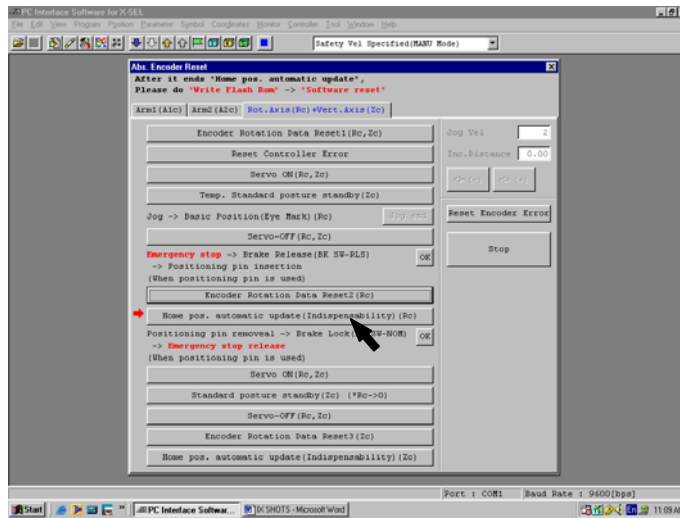 PC Interface Software for X-SEL
File Edit View Program Position Parameter Symbol Coordinates Monitor Controller Tool Window Help
Safety Vel Specified(MANU Mode)
Abs. Encoder Reset
After it ends "Home pos. automatic update",
Please do "Write Flash Rom" -> "Software reset"
Arm1(A1c) Arm2(A2c) Rot.Axis(Rc)+Vert.Axis(Zc)
Encoder Rotation Data Reset1(Rc,Zc)
Jog Vel 2
Reset Controller Error
Inc.Distance 0.00
Servo ON(Rc,Zc)
<-(-) ->(+)
Temp. Standard posture standby(Zc)
Jog -> Basic Position(Eye Mark)(Rc) Jog end
Reset Encoder Error
Servo-OFF(Rc,Zc)
Stop
Emergency stop -> Brake Release(BK SW-RLS)
-> Positioning pin insertion
OK
(When positioning pin is used)
Encoder Rotation Data Reset2(Rc)
Home pos. automatic update(Indispensability)(Rc)
Positioning pin removeal -> Brake Lock( SW-NOM)
-> Emergency stop release
OK
(When positioning pin is used)
Servo ON(Rc,Zc)
Standard posture standby(Zc) (*Rc->0)
Servo-OFF(Rc,Zc)
Encoder Rotation Data Reset3(Zc)
Home pos. automatic update(Indispensability)(Zc)
Port : COM1 Baud Rate : 9600[bps]
Start PC Interface Softwar... IX SHOTS - Microsoft Word 11:09 AM